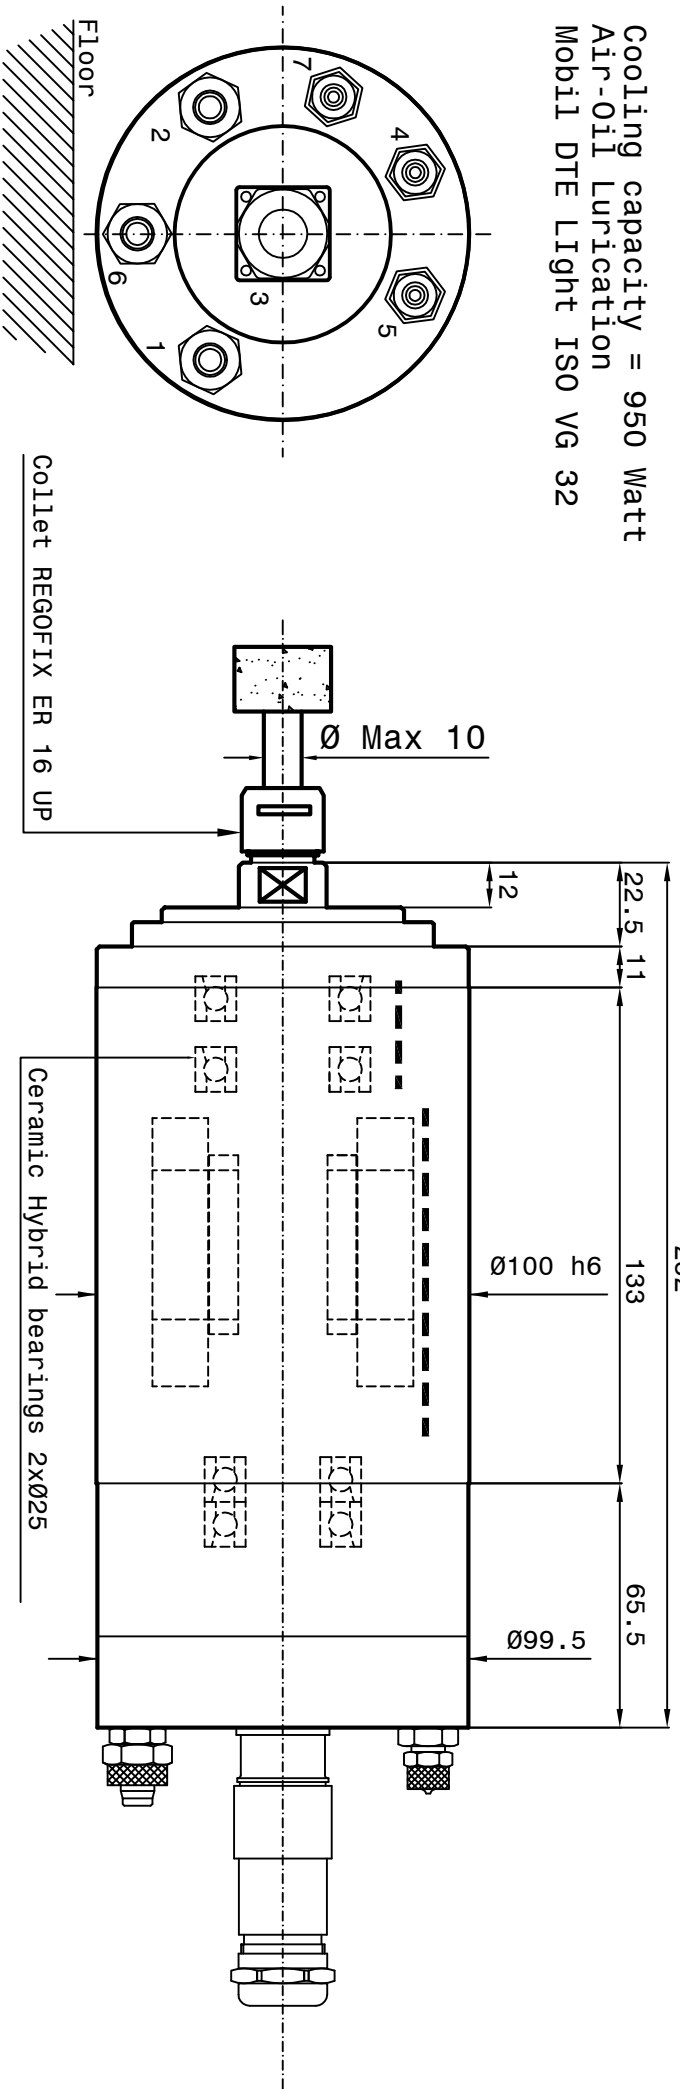 Cooling capacity = 950 Watt
Air-Oil Lurication
Mobil DTE LIght ISO VG 32
7
4
2
5
3
6
1
Floor
Collet REGOFIX ER 16 UP
Ø Max 10
12
22.5
11
133
65.5
Ø100 h6
Ø99.5
Ceramic Hybrid bearings 2xØ25